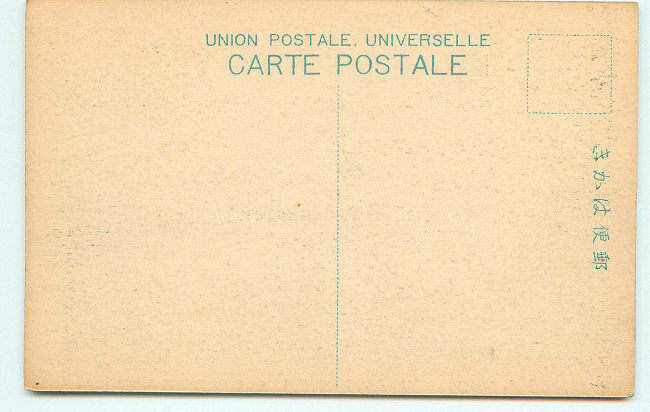 UNION POSTALE. UNIVERSELLE
CARTE POSTALE
郵便はかき